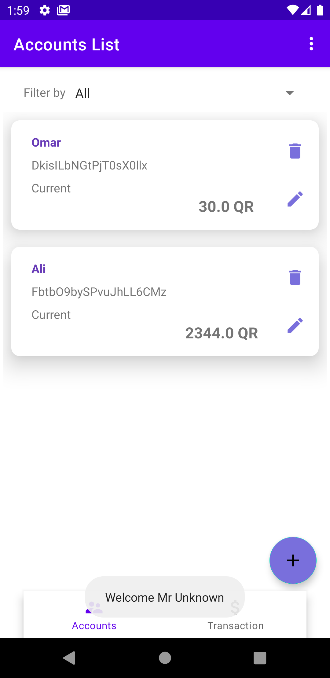 1:59
Accounts List
Filter by All
Omar
DkisILbNGtPjT0sX0lIx
Current
30.0 QR
Ali
FbtbO9bySPvuJhLL6CMz
Current
2344.0 QR
Welcome Mr Unknown
Accounts Transaction